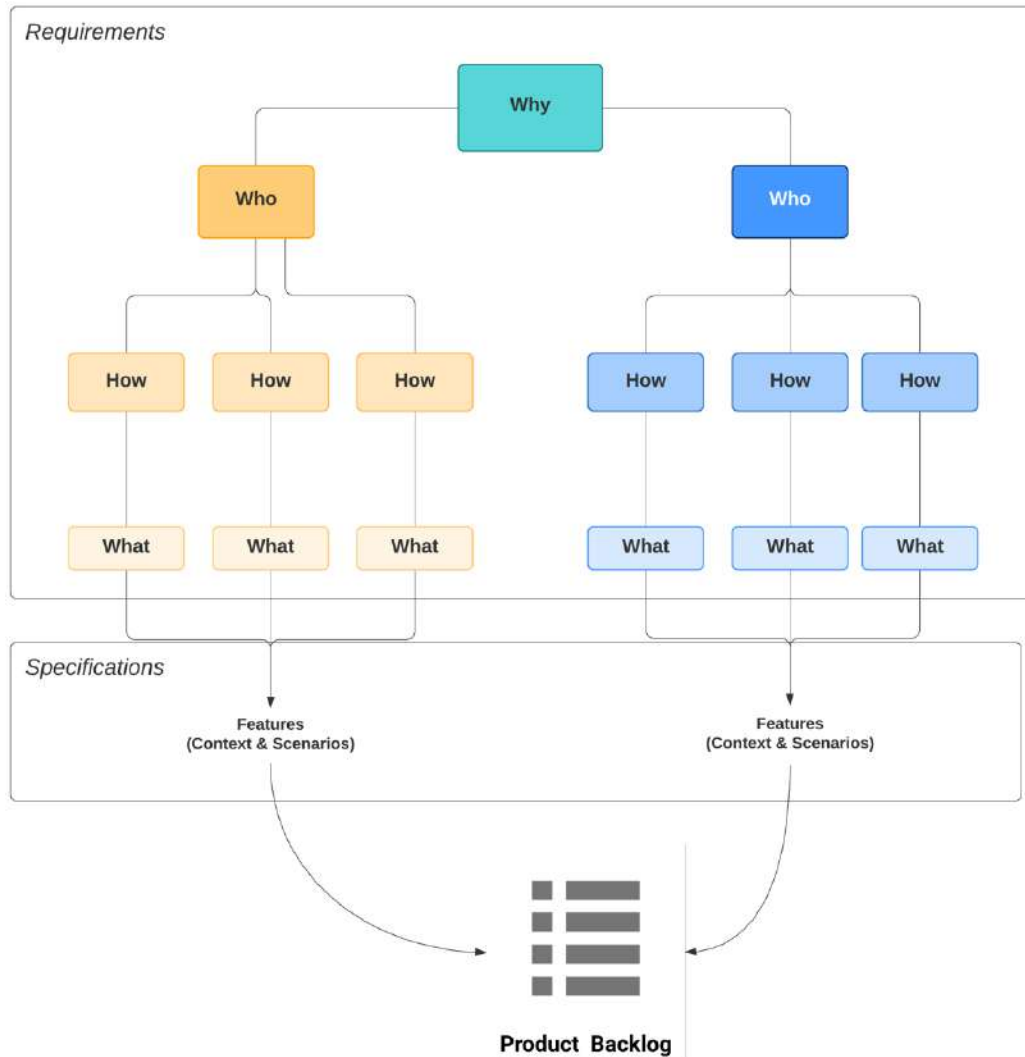 Requirements
Why
Who
Who
How
How
How
How
How
How
What
What
What
What
What
What
Specifications
Features
(Context & Scenarios)
Features
(Context & Scenarios)
Product Backlog